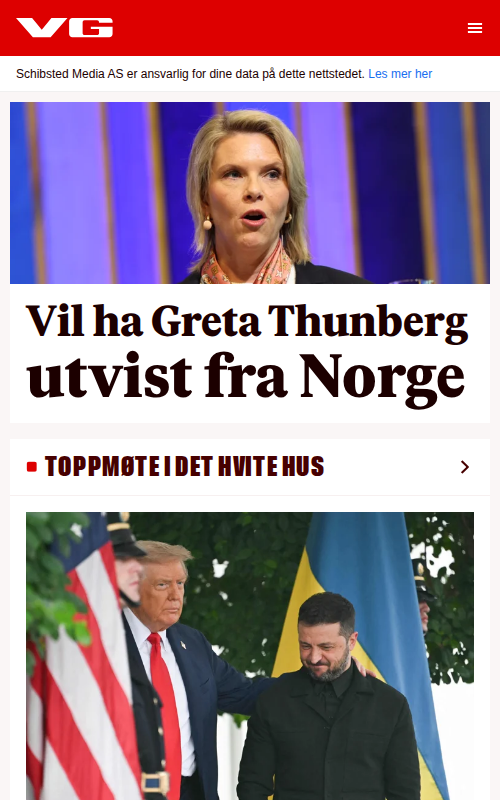 VG
Schibsted Media AS er ansvarlig for dine data på dette nettstedet. Les mer her
Vil ha Greta Thunberg
utvist fra Norge
TOPPMØTE I DET HVITE HUS